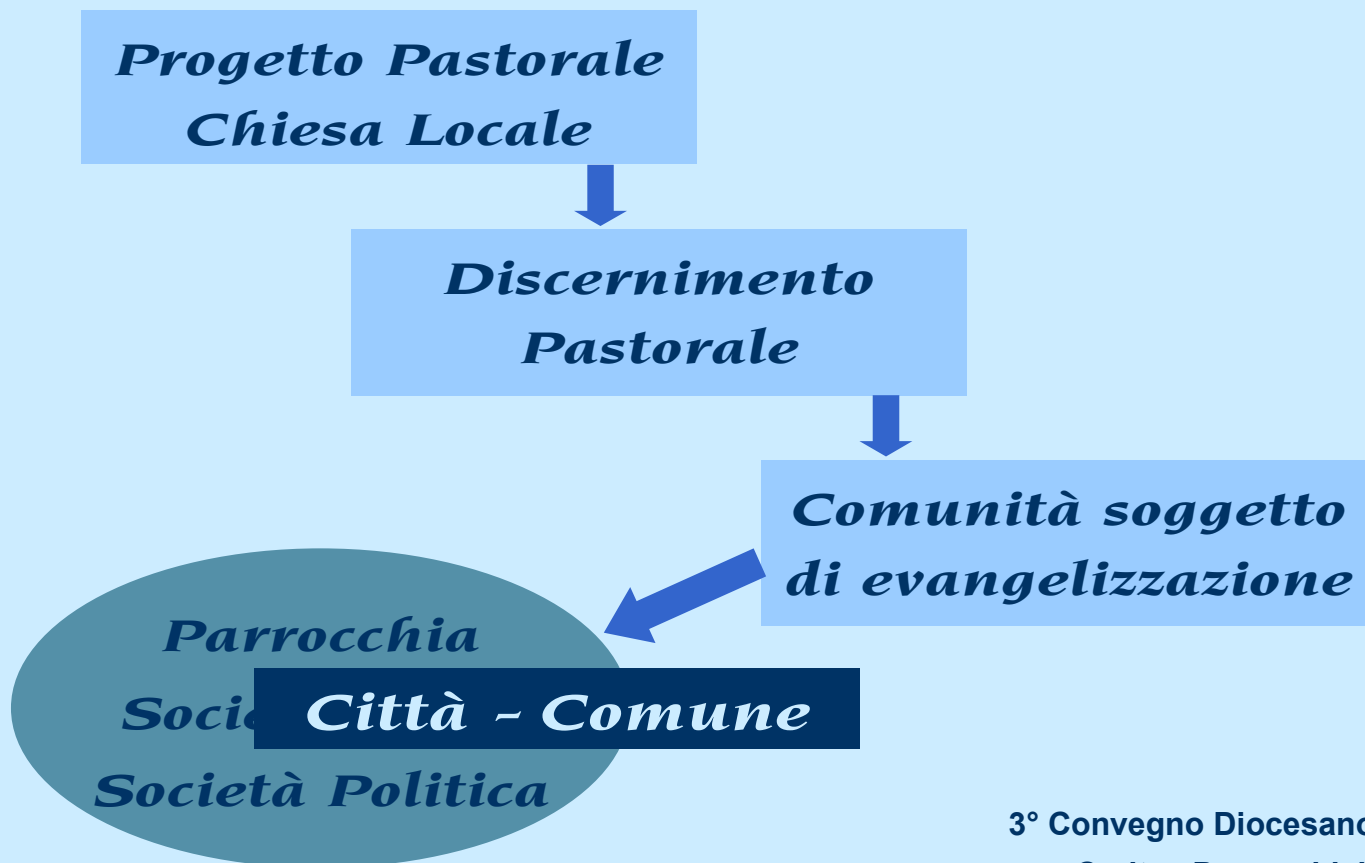 Progetto Pastorale
Chiesa Locale
Discernimento
Pastorale
Comunità soggetto
di evangelizzazione
Parrocchia
Città - Comune
Società Politica
3° Convegno Diocesano